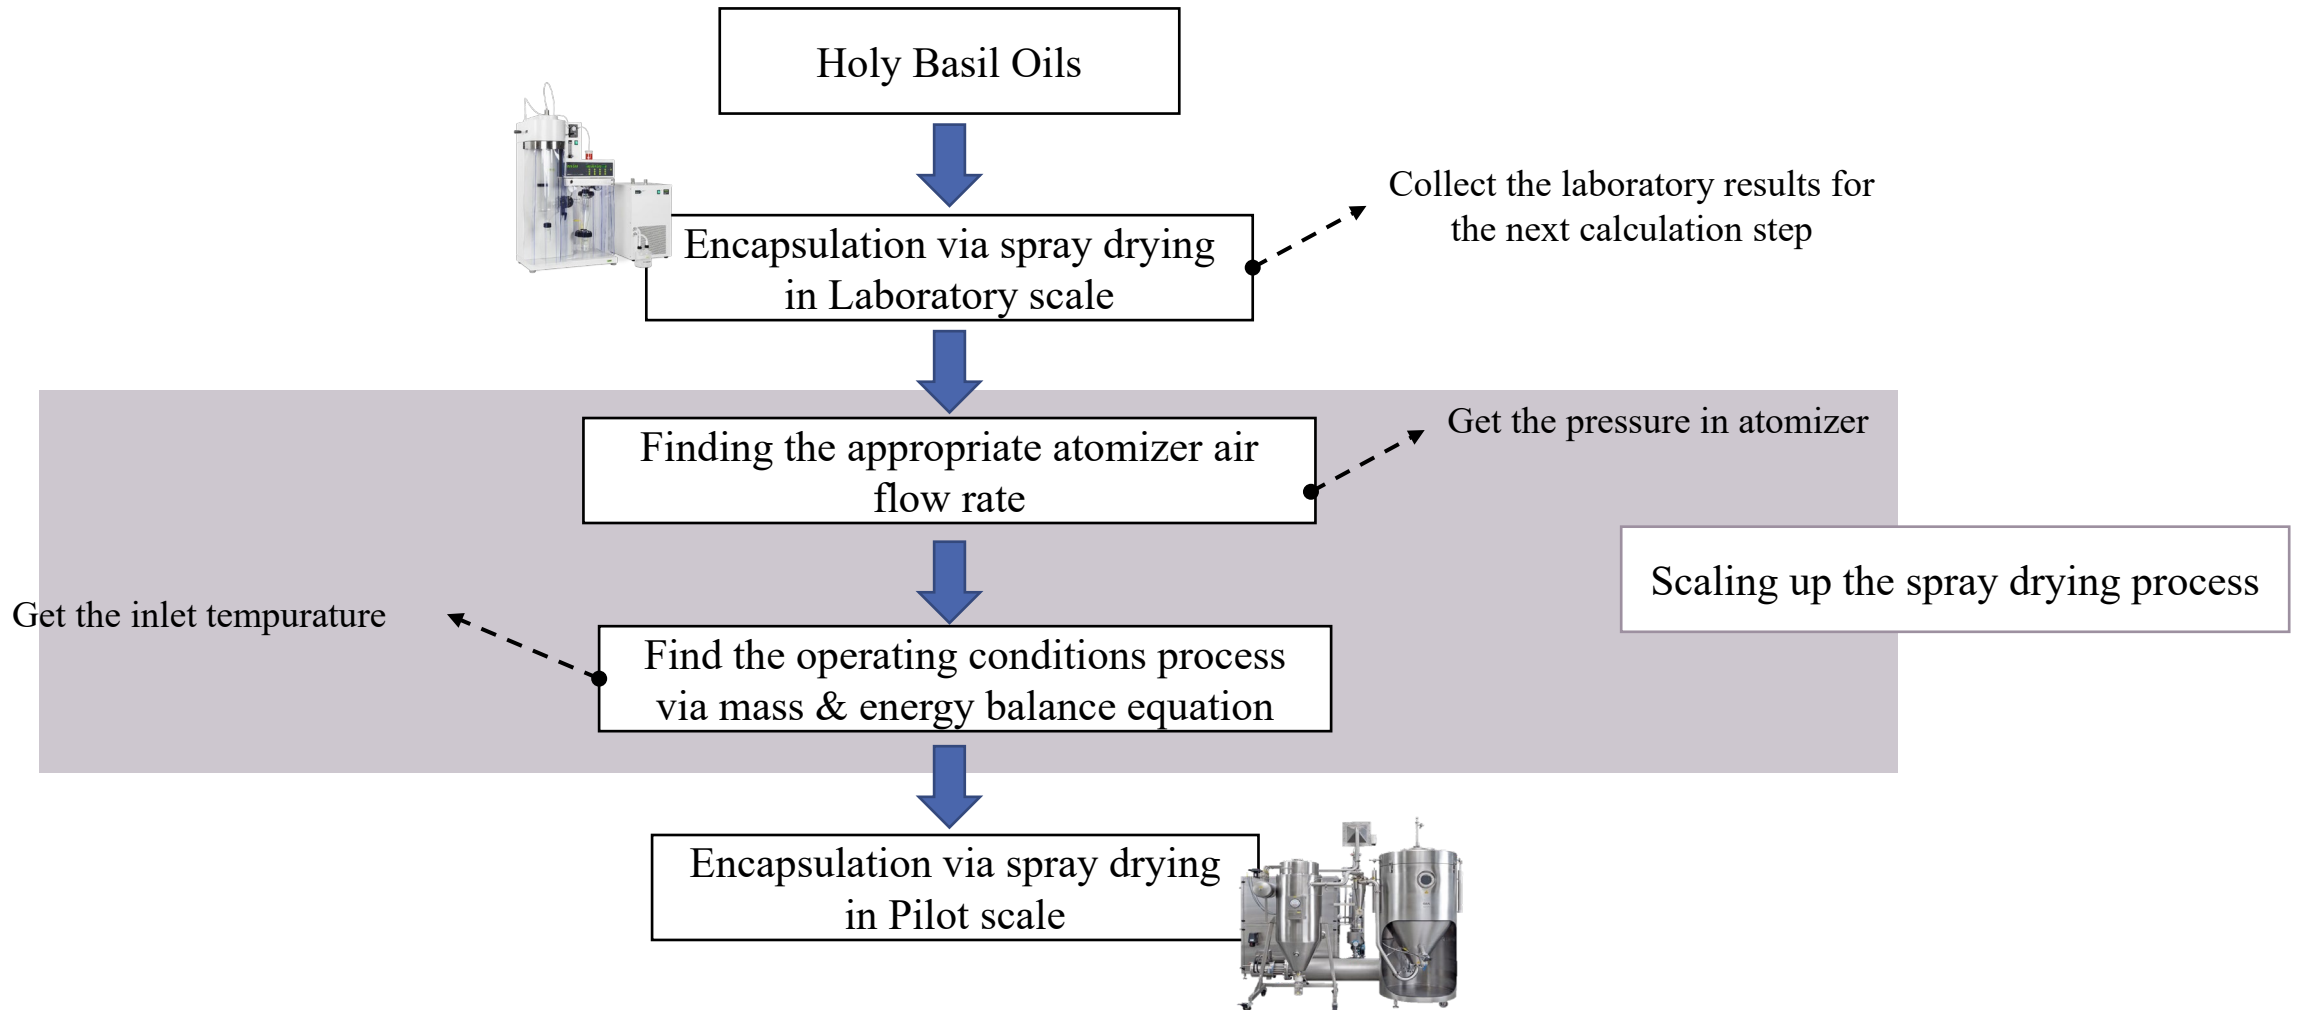 Holy Basil Oils
Collect the laboratory results for
the next calculation step
Encapsulation via spray drying
in Laboratory scale
Get the pressure in atomizer
Finding the appropriate atomizer air
flow rate
Scaling up the spray drying process
Get the inlet tempurature
Find the operating conditions process
via mass & energy balance equation
Encapsulation via spray drying
in Pilot scale